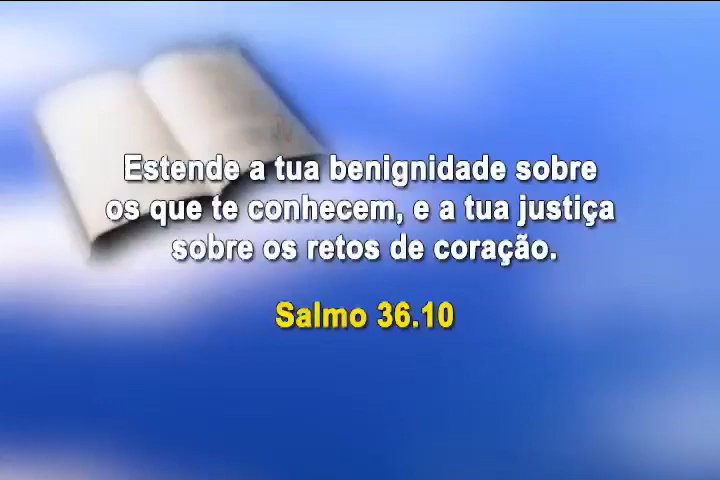 Estende a tua benignidade sobre
os que te conhecem, e a tua justiça
sobre os retos de coração.
Salmo 36.10